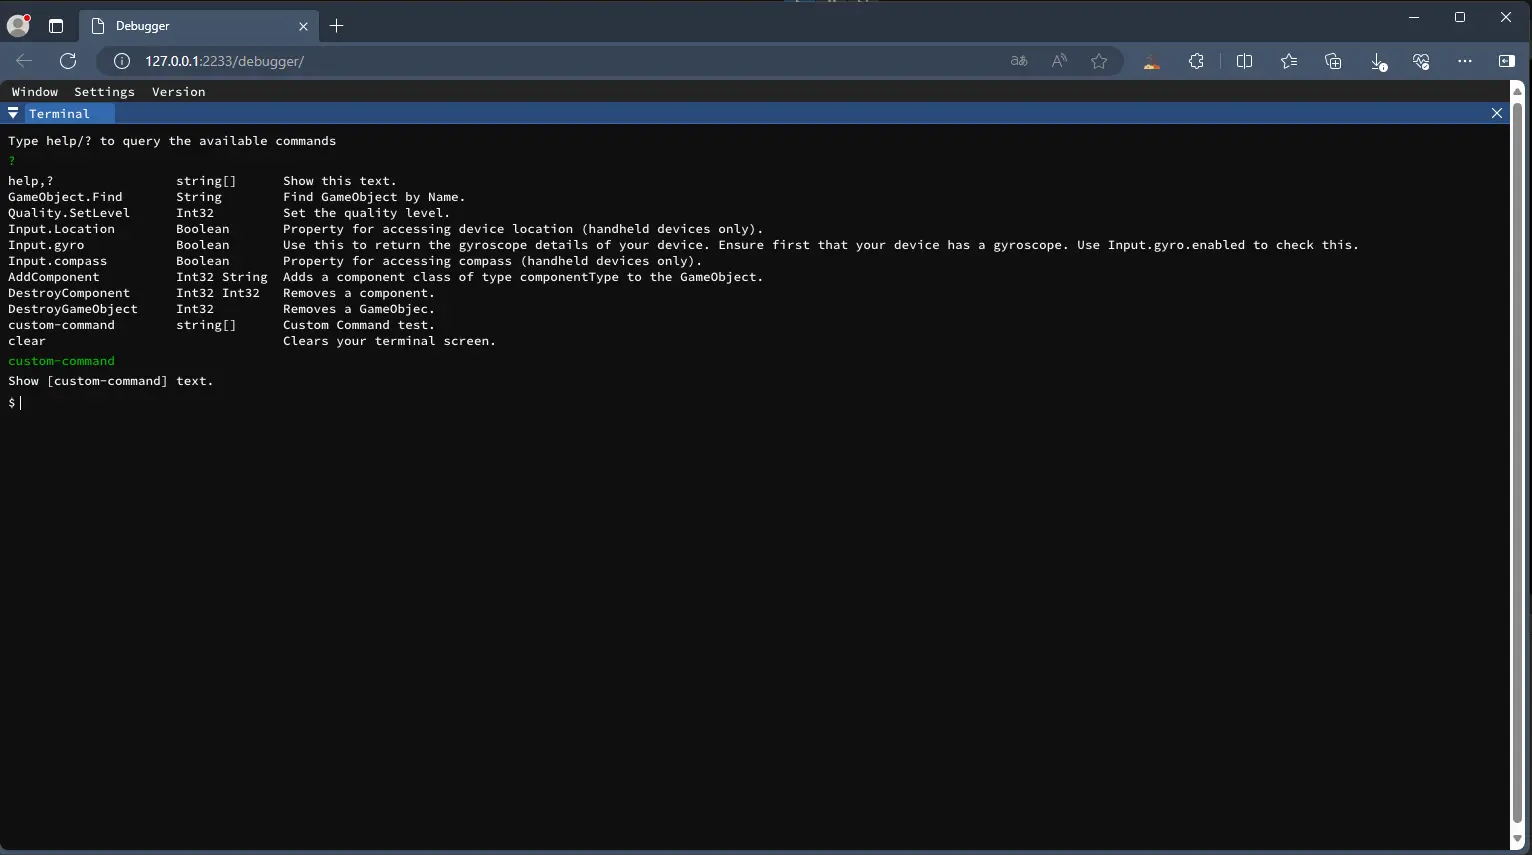 Debugger
127.0.0.1:2233/debugger/
Window Settings Version
Terminal
Type help/? to query the available commands
?
help,? string[] Show this text.
GameObject.Find String Find GameObject by Name.
Quality.SetLevel Int32 Set the quality level.
Input.Location Boolean Property for accessing device location (handheld devices only).
Input.gyro Boolean Use this to return the gyroscope details of your device. Ensure first that your device has a gyroscope. Use Input.gyro.enabled to check this.
Input.compass Boolean Property for accessing compass (handheld devices only).
AddComponent Int32 String Adds a component class of type componentType to the GameObject.
DestroyComponent Int32 Int32 Removes a component.
DestroyGameObject Int32 Removes a GameObjec.
custom-command string[] Custom Command test.
clear Clears your terminal screen.
custom-command
Show [custom-command] text.
$